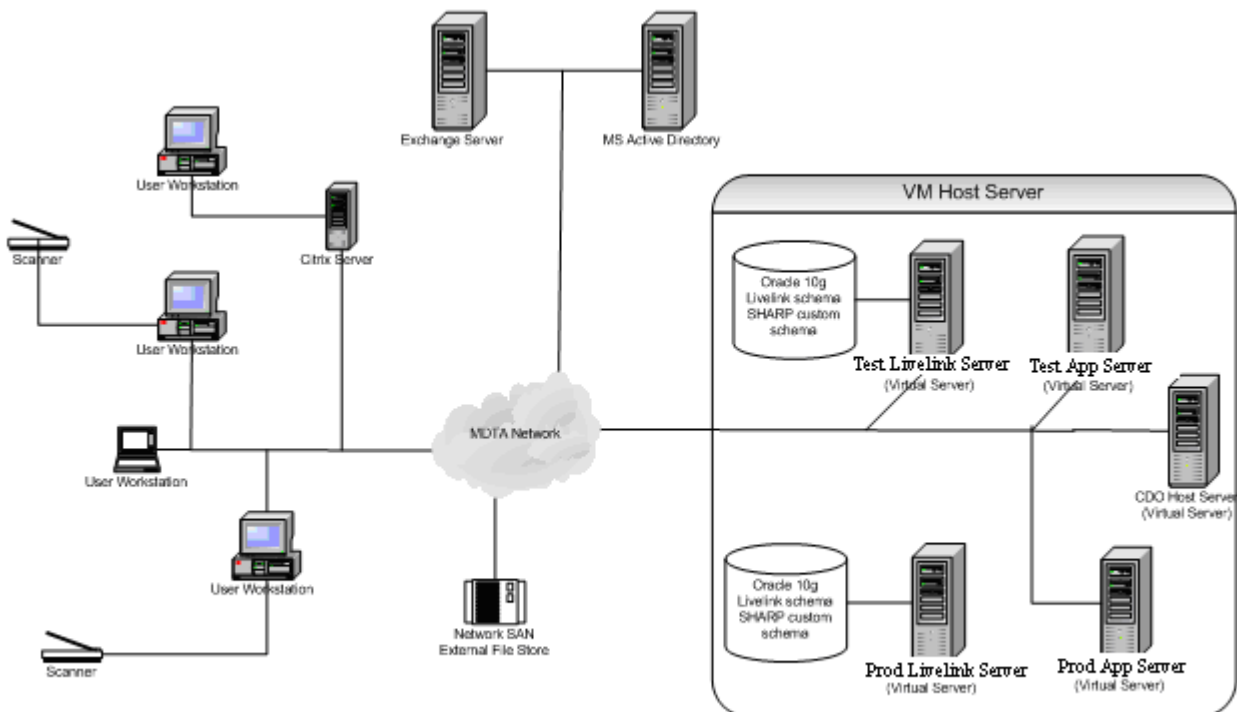 Exchange Server
MS Active Directory
User Workstation
Scanner
Citrix Server
User Workstation
User Workstation
User Workstation
Scanner
MDTA Network
Network SAN
External File Store
VM Host Server
Oracle 10g
Livelink schema
SHARP custom
schema
Test Livelink Server
(Virtual Server)
Test App Server
(Virtual Server)
CDO Host Server
(Virtual Server)
Oracle 10g
Livelink schema
SHARP custom
schema
Prod Livelink Server
(Virtual Server)
Prod App Server
(Virtual Server)